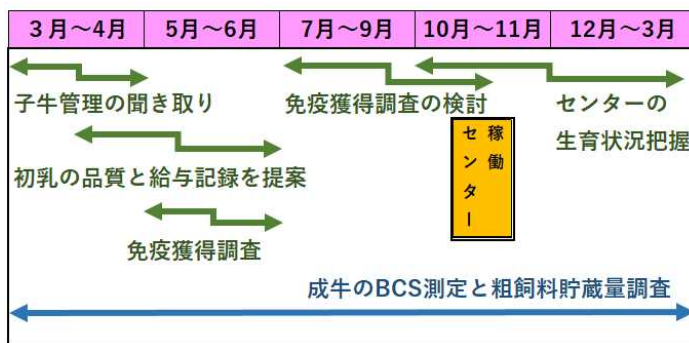 3月～4月 5月～6月 7月～9月 10月～11月 12月～3月
子牛管理の聞き取り
免疫獲得調査の検討
センターの
生育状況把握
初乳の品質と給与記録を提案
センター
稼働
免疫獲得調査
成牛のBCS測定と粗飼料貯蔵量調査